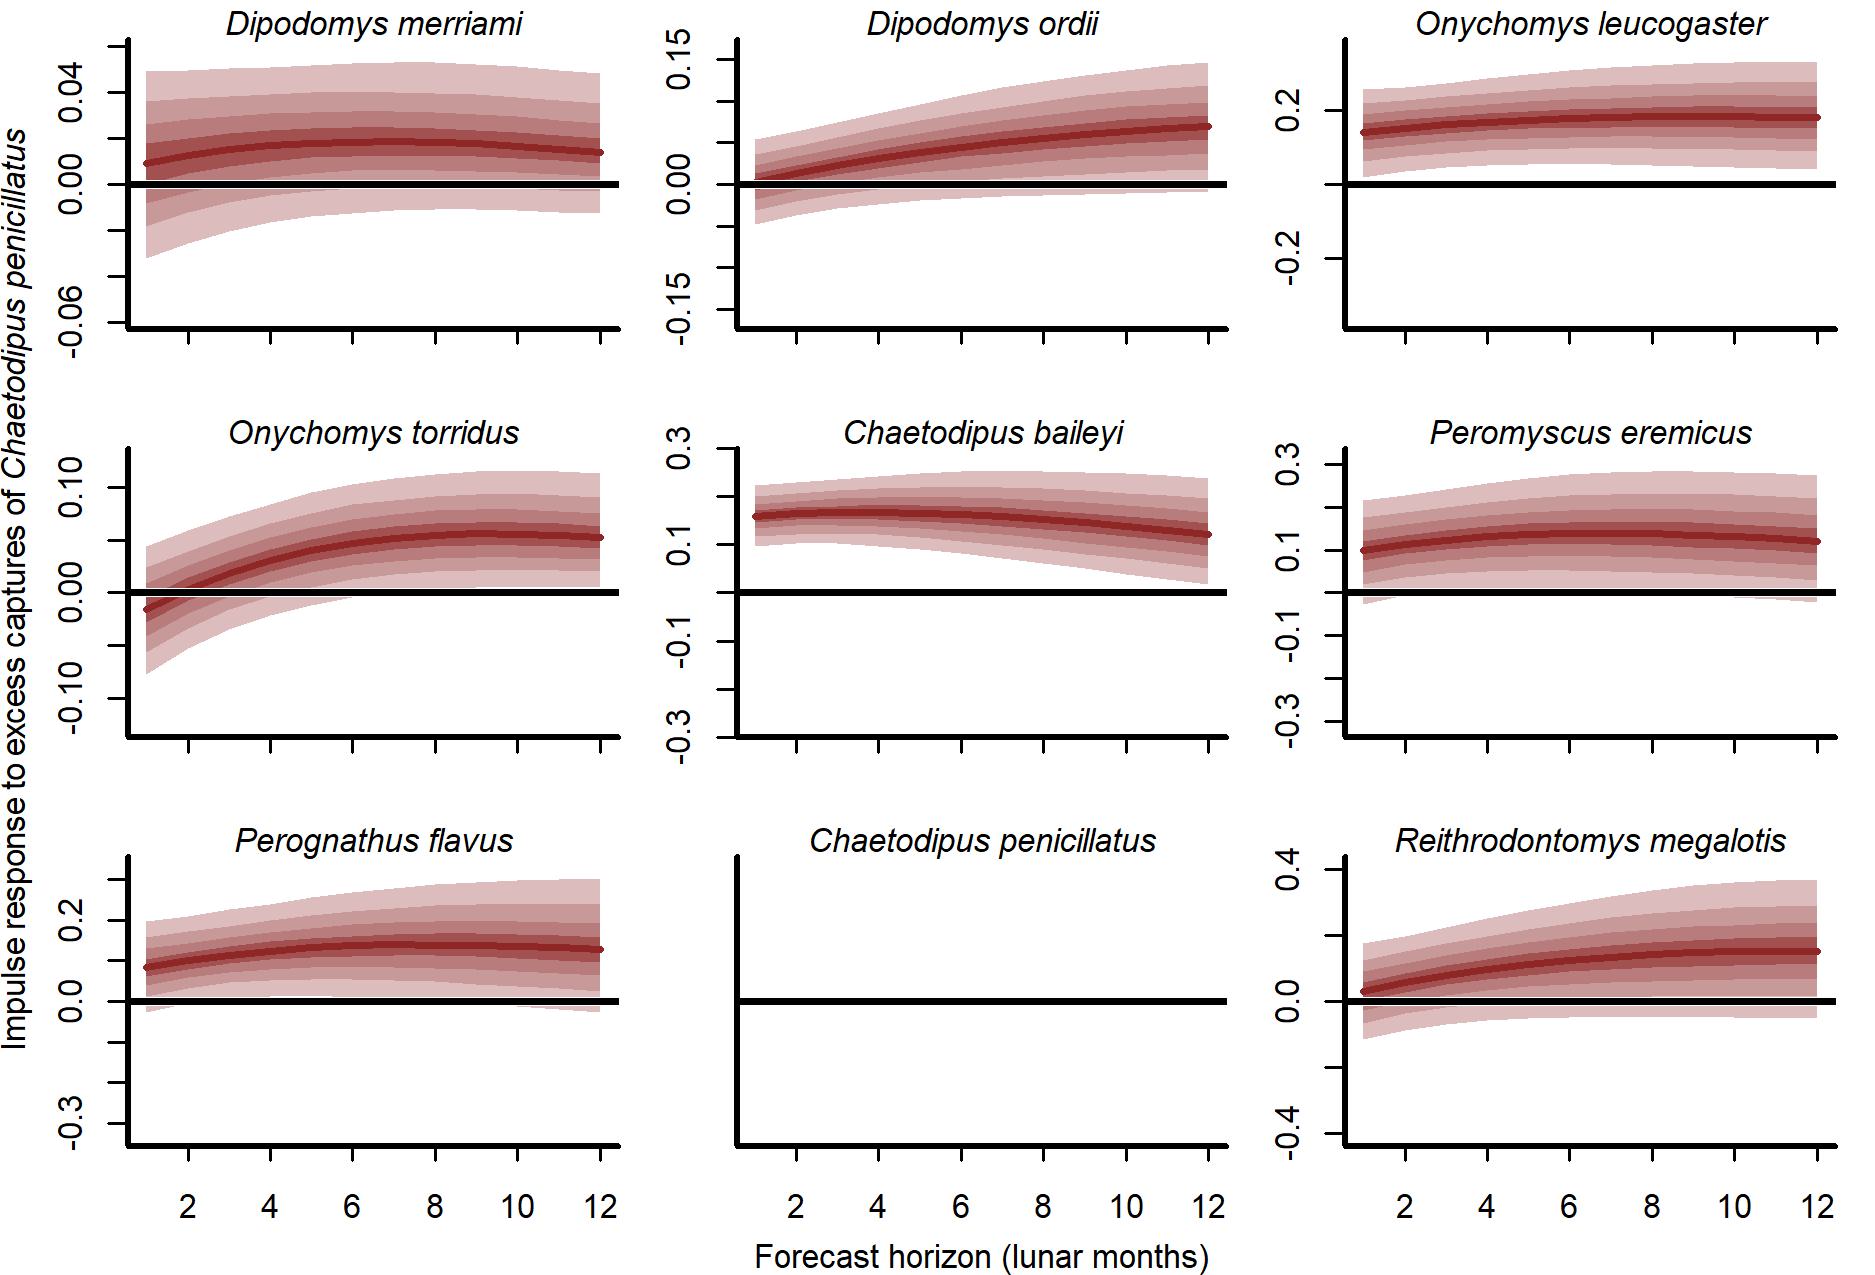 Impulse response to excess captures of Chaetodipus penicillatus
Dipodomys merriami
0.04
0.00
-0.06
Dipodomys ordii
0.15
0.00
-0.15
Onychomys leucogaster
0.2
-0.2
Onychomys torridus
0.10
0.00
-0.10
Chaetodipus baileyi
0.3
0.1
-0.1
-0.3
Peromyscus eremicus
0.3
0.1
-0.1
-0.3
Perognathus flavus
0.2
0.0
-0.3
2 4 6 8 10 12
Chaetodipus penicillatus
2 4 6 8 10 12
Reithrodontomys megalotis
0.4
0.0
-0.4
2 4 6 8 10 12
Forecast horizon (lunar months)